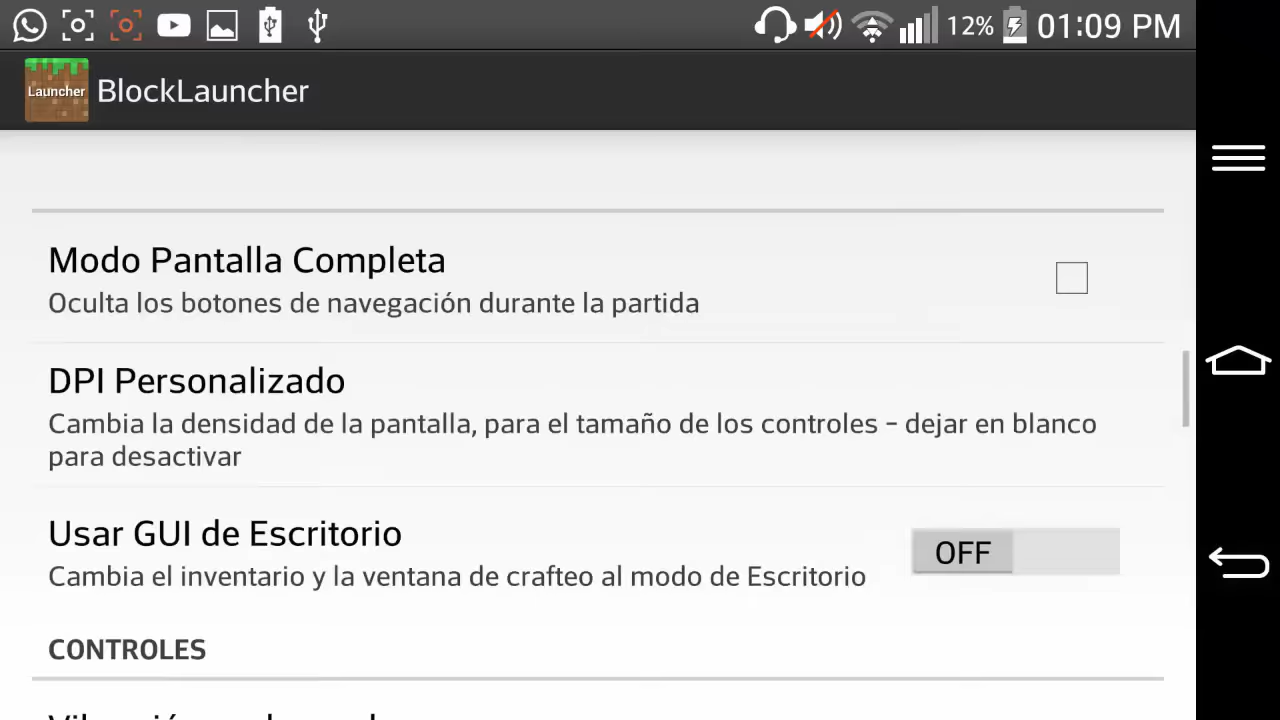 12% 01:09 PM
Launcher BlockLauncher
Modo Pantalla Completa
Oculta los botones de navegación durante la partida
DPI Personalizado
Cambia la densidad de la pantalla, para el tamaño de los controles – dejar en blanco
para desactivar
Usar GUI de Escritorio
OFF
Cambia el inventario y la ventana de crafteo al modo de Escritorio
CONTROLES